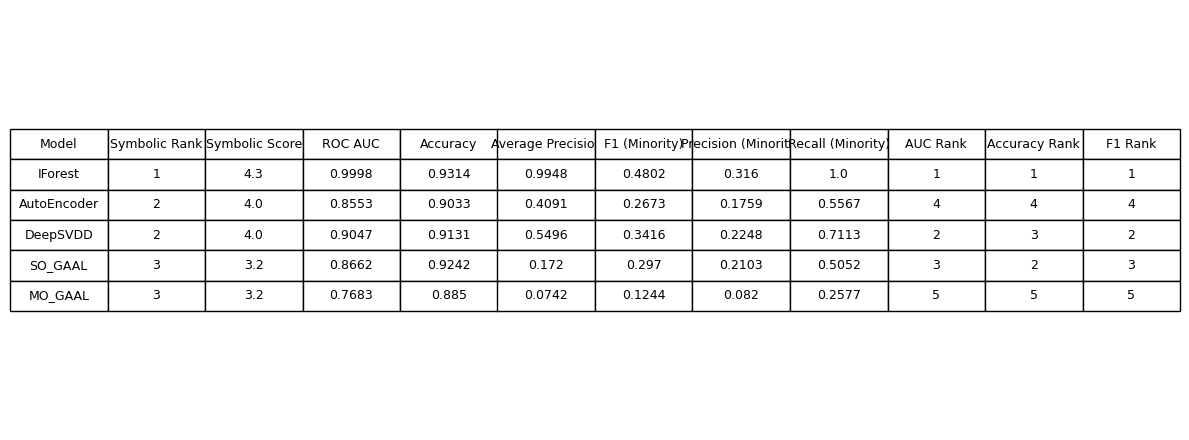 Model Symbolic Rank Symbolic Score ROC AUC Accuracy Average Precisio F1 (Minority) Precision (Minorit Recall (Minority) AUC Rank Accuracy Rank F1 Rank
IForest 1 4.3 0.9998 0.9314 0.9948 0.4802 0.316 1.0 1 1 1
AutoEncoder 2 4.0 0.8553 0.9033 0.4091 0.2673 0.1759 0.5567 4 4 4
DeepSVDD 2 4.0 0.9047 0.9131 0.5496 0.3416 0.2248 0.7113 2 3 2
SO_GAAL 3 3.2 0.8662 0.9242 0.172 0.297 0.2103 0.5052 3 2 3
MO_GAAL 3 3.2 0.7683 0.885 0.0742 0.1244 0.082 0.2577 5 5 5